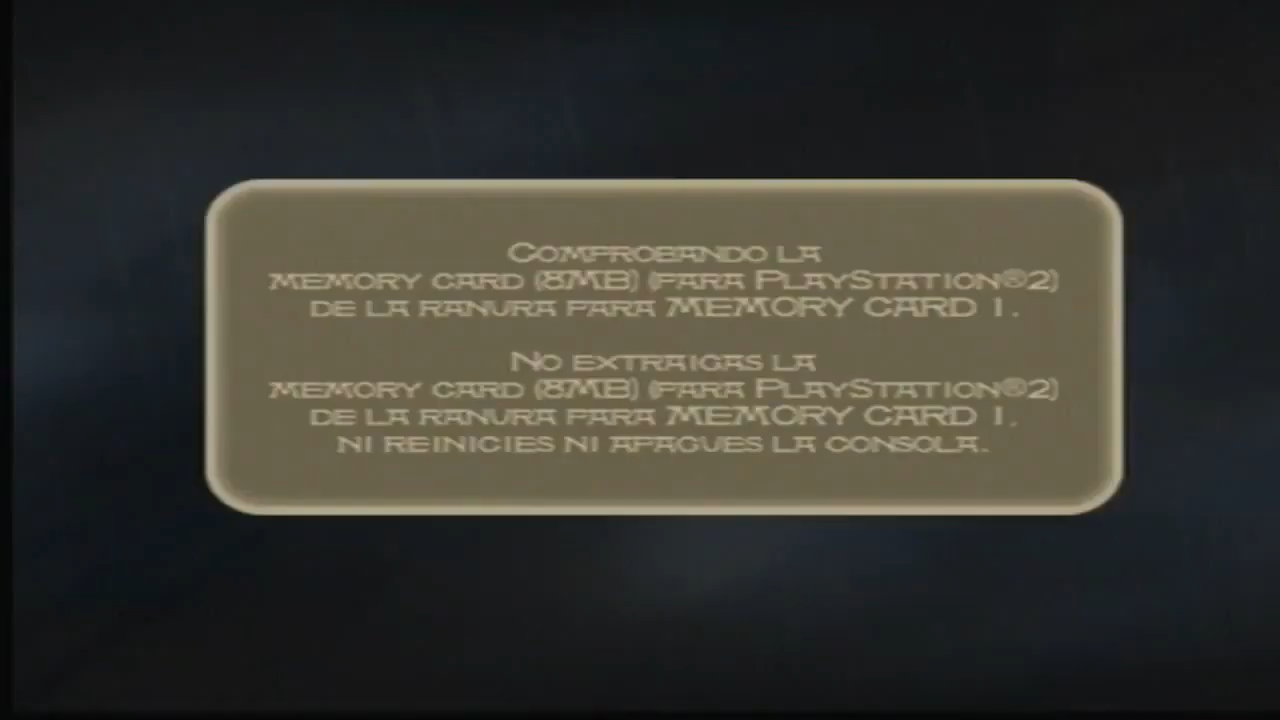 Comprobando la
memory card (8MB) (para PlayStation®2)
de la ranura para MEMORY CARD 1.
No extraigas la
memory card (8MB) (para PlayStation®2)
de la ranura para MEMORY CARD 1.
ni reinicies ni apagues la consola.